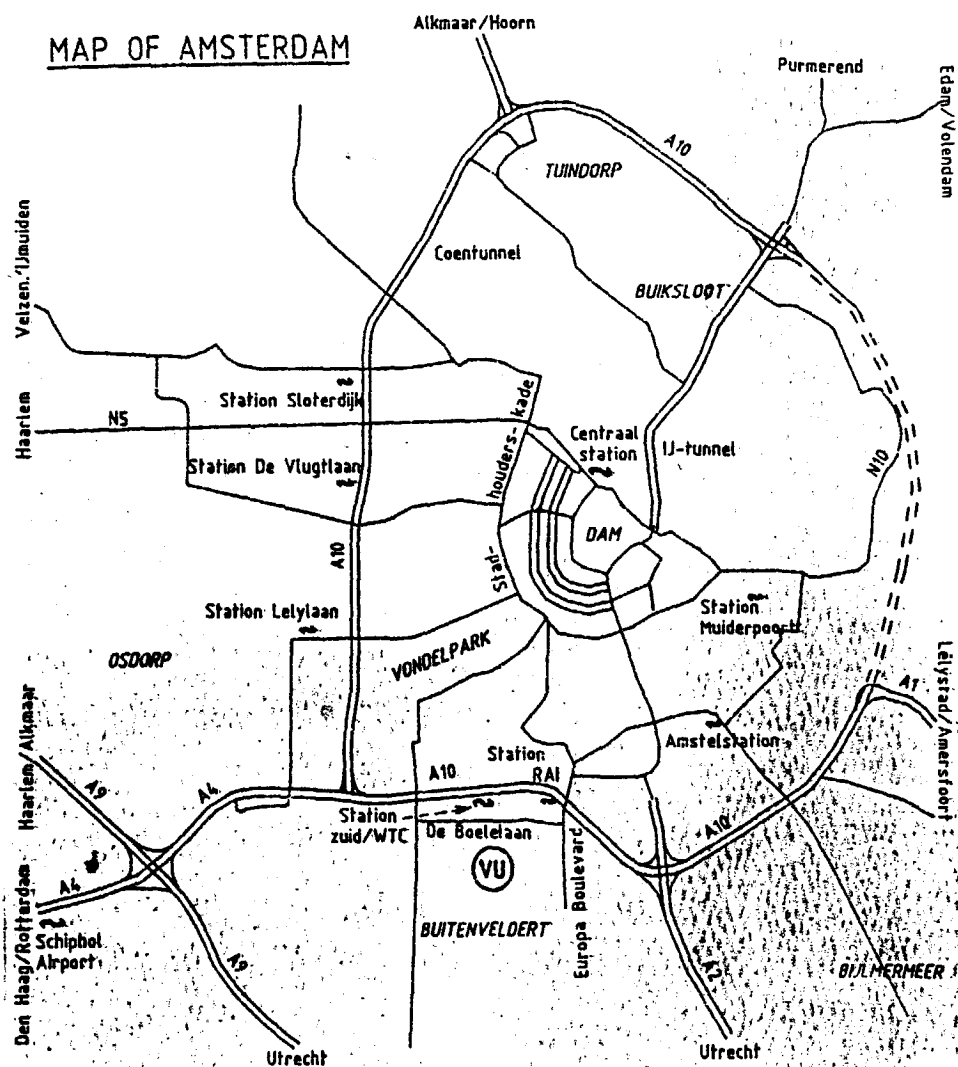 Alkmaar/Hoorn
MAP OF AMSTERDAM
Purmerend
Edam/Volendam
A10
TUINDORP
Velzen.'IJmuiden
Coentunnel
BUIKSLOOT
Haarlem
N5
Station Sloterdijk
houders-
kade
Centraal
station
IJ-tunnel
Station De Vlugtlaan
N10
A10
DAM
Stad-
Station Lelylaan
Station
Muiderpoort
OSDORP
VONDELPARK
Haarlem/Alkmaar
A9
A4
A10
Station
RAI
Amstelstation
A1
Lelystad/Amersfoort
Station
zuid/WTC
De Boelelaan
A10
VU
Europa Boulevard
Den Haag/Rotterdam
A4
Schiphol
Airport
A9
BUITENVELDERT
A2
BIJLMERMEER
Utrecht
Utrecht